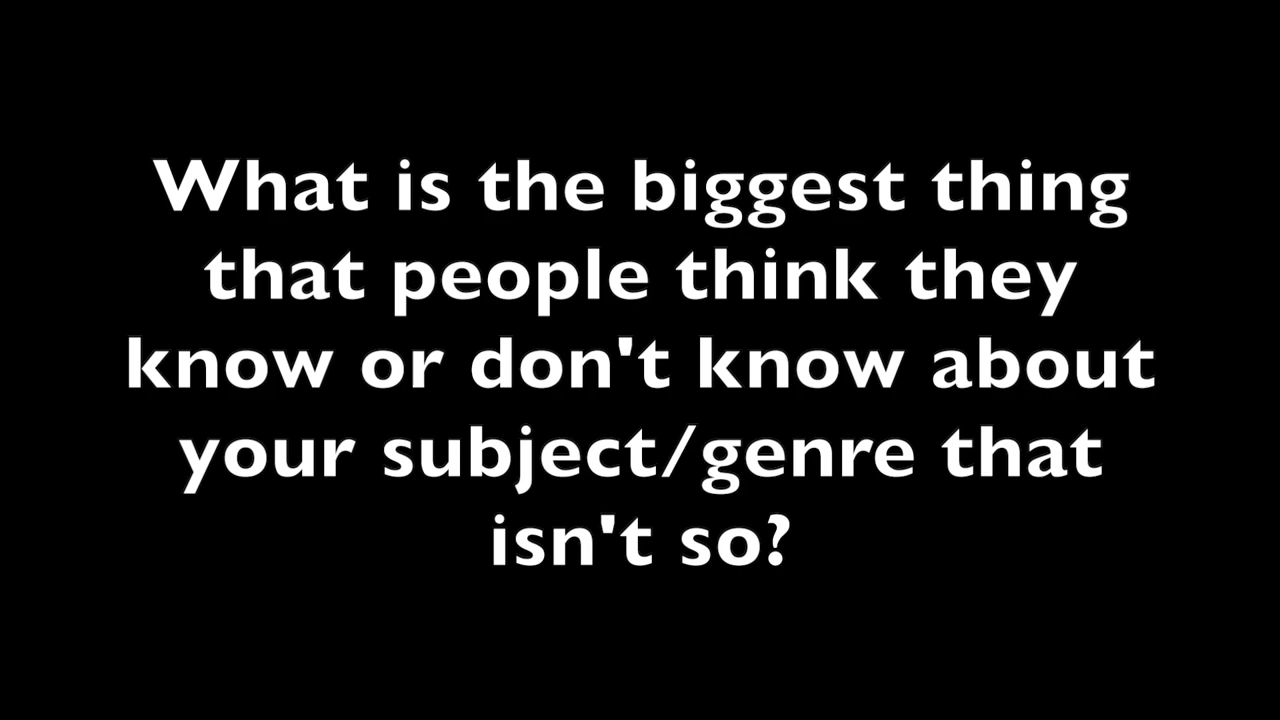 What is the biggest thing
that people think they
know or don't know about
your subject/genre that
isn't so?